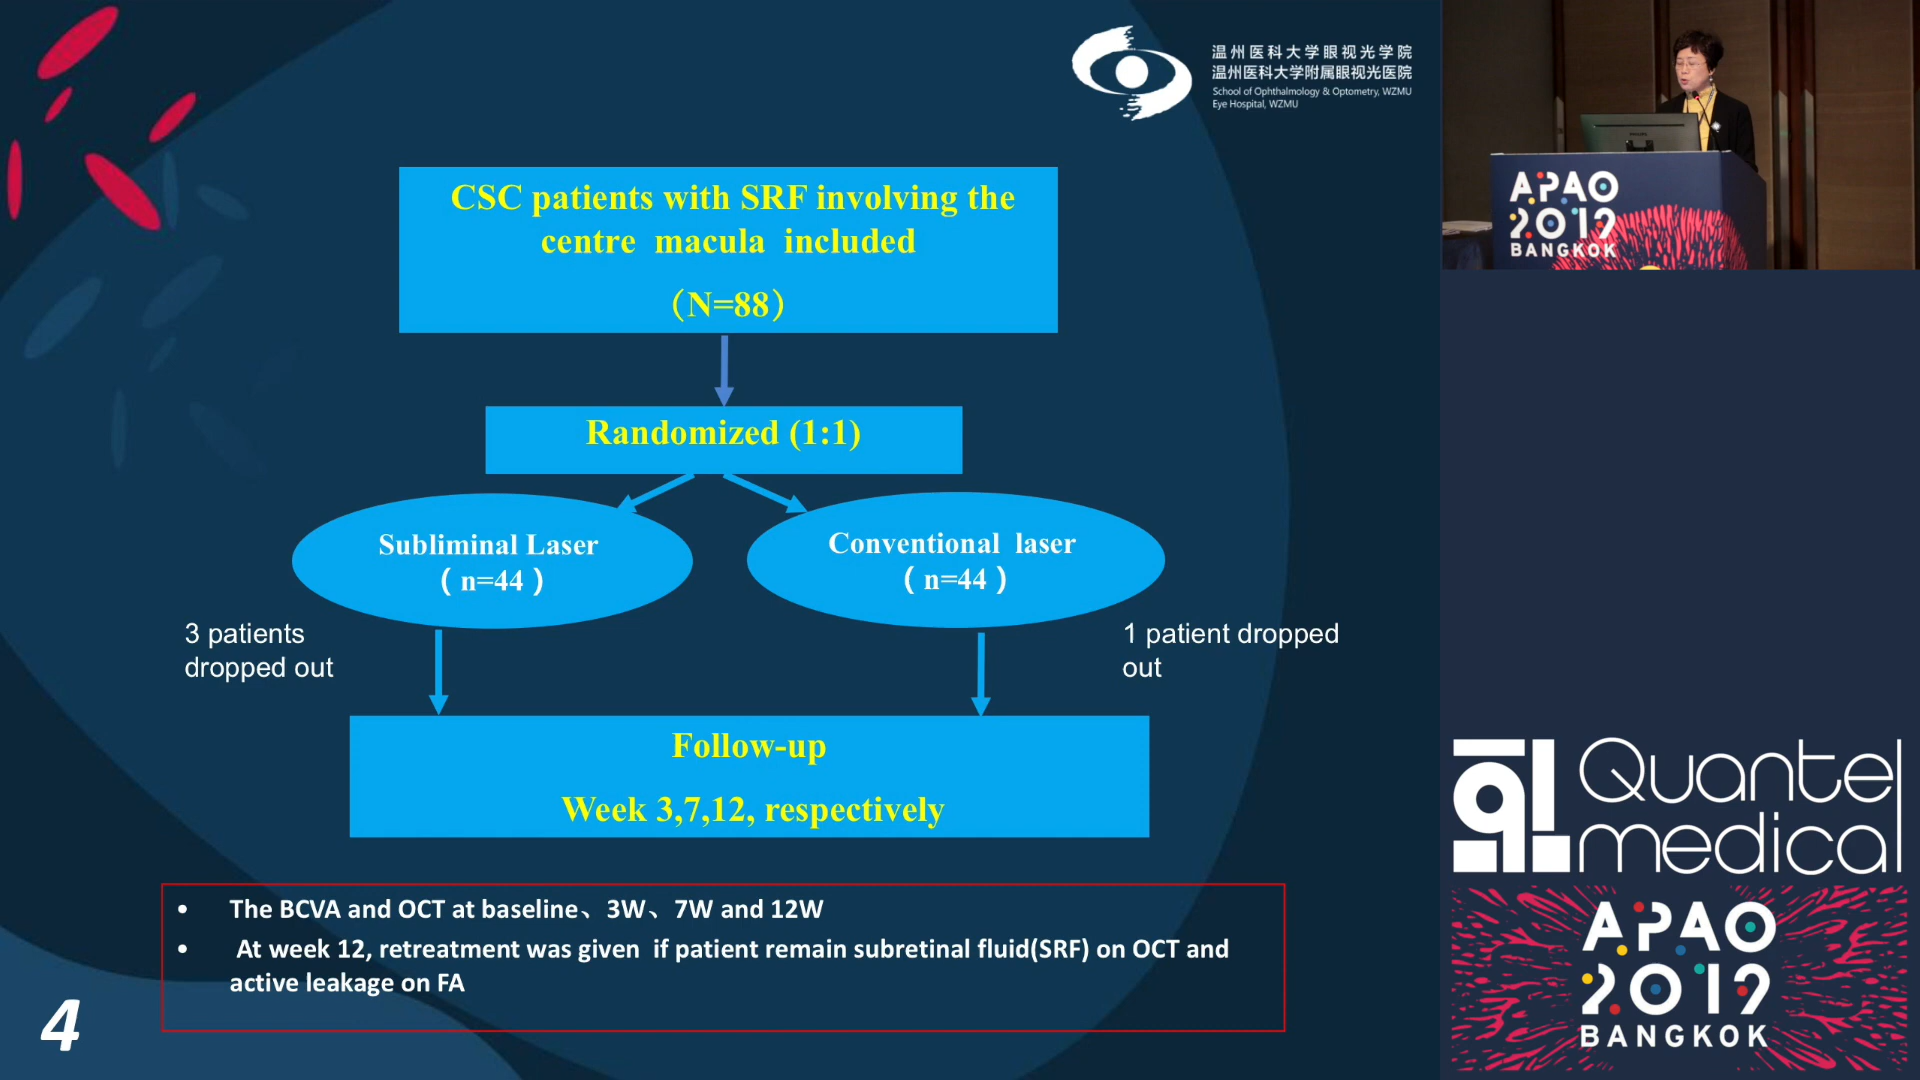 温州医科大学眼视光学院
温州医科大学附属眼视光医院
School of Ophthalmology & Optometry, WZMU
Eye Hospital, WZMU
CSC patients with SRF involving the
centre macula included
（N=88）
Randomized (1:1)
Subliminal Laser
（n=44）
Conventional laser
（n=44）
3 patients
dropped out
1 patient dropped
out
Follow-up
Week 3,7,12, respectively
• The BCVA and OCT at baseline、3W、7W and 12W
• At week 12, retreatment was given if patient remain subretinal fluid(SRF) on OCT and
active leakage on FA
4
PHILIPS
APAO
2019
BANGKOK
Quantel
medical
APAO
2019
BANGKOK